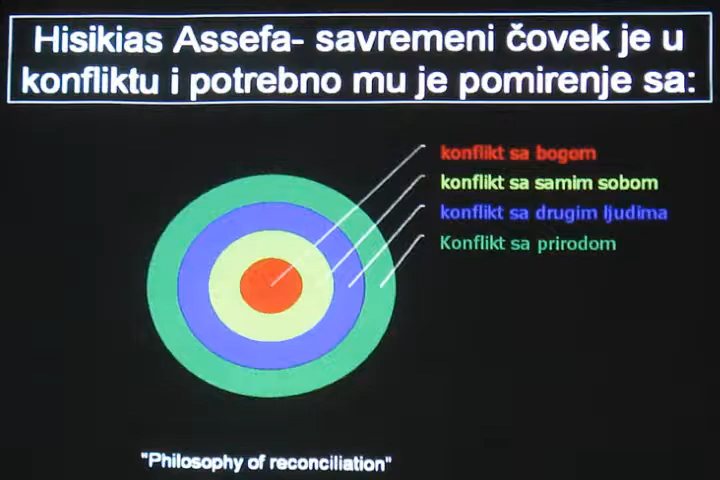 Hisikias Assefa- savremeni čovek je u
konfliktu i potrebno mu je pomirenje sa:
konflikt sa bogom
konflikt sa samim sobom
konflikt sa drugim ljudima
Konflikt sa prirodom
"Philosophy of reconciliation"